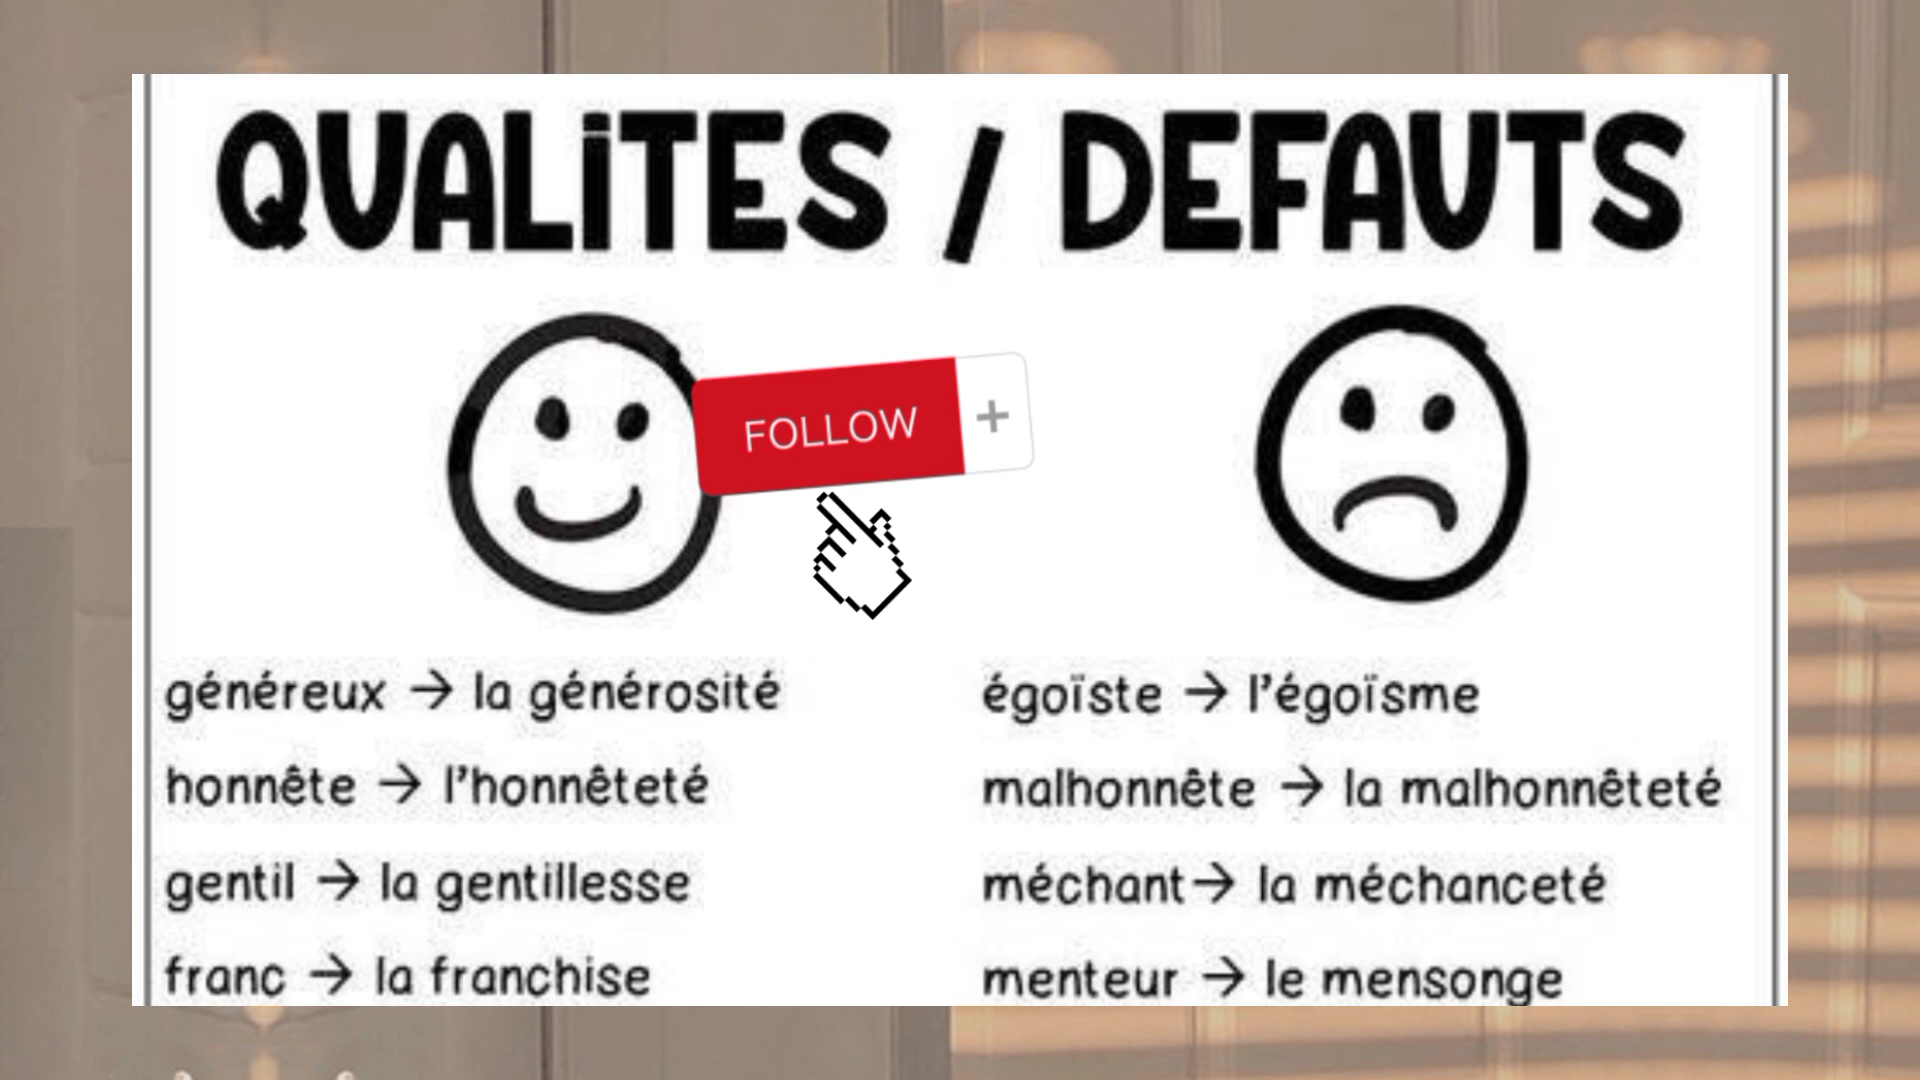 QUALiTES / DEFAUTS
FOLLOW +
généreux → la générosité
honnête → l'honnêteté
gentil → la gentillesse
franc → la franchise
égoïste → l'égoïsme
malhonnête → la malhonnêteté
méchant → la méchanceté
menteur → le mensonge